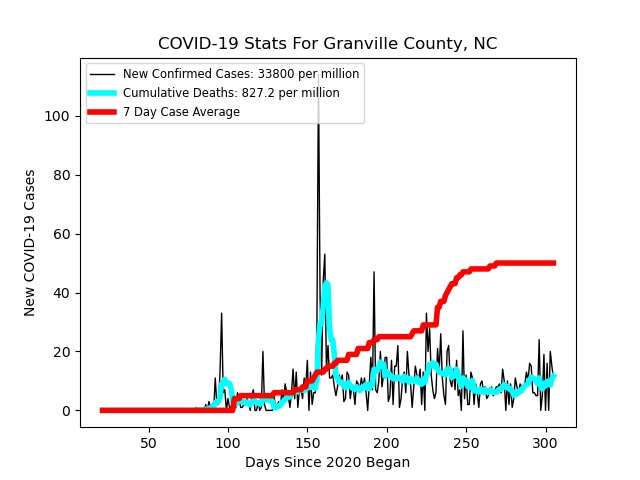 COVID-19 Stats For Granville County, NC
New Confirmed Cases: 33800 per million
Cumulative Deaths: 827.2 per million
7 Day Case Average
New COVID-19 Cases
100
80
60
40
20
0
50 100 150 200 250 300
Days Since 2020 Began